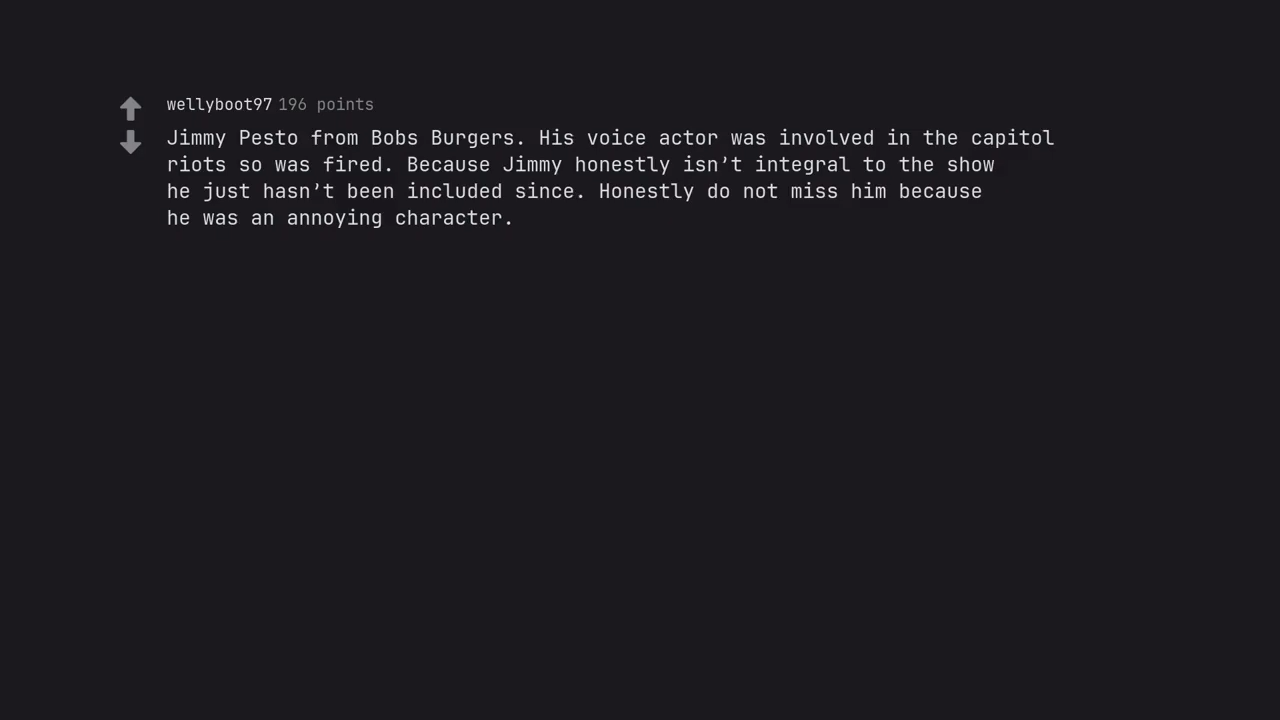 wellyboot97 196 points
Jimmy Pesto from Bobs Burgers. His voice actor was involved in the capitol
riots so was fired. Because Jimmy honestly isn’t integral to the show
he just hasn’t been included since. Honestly do not miss him because
he was an annoying character.